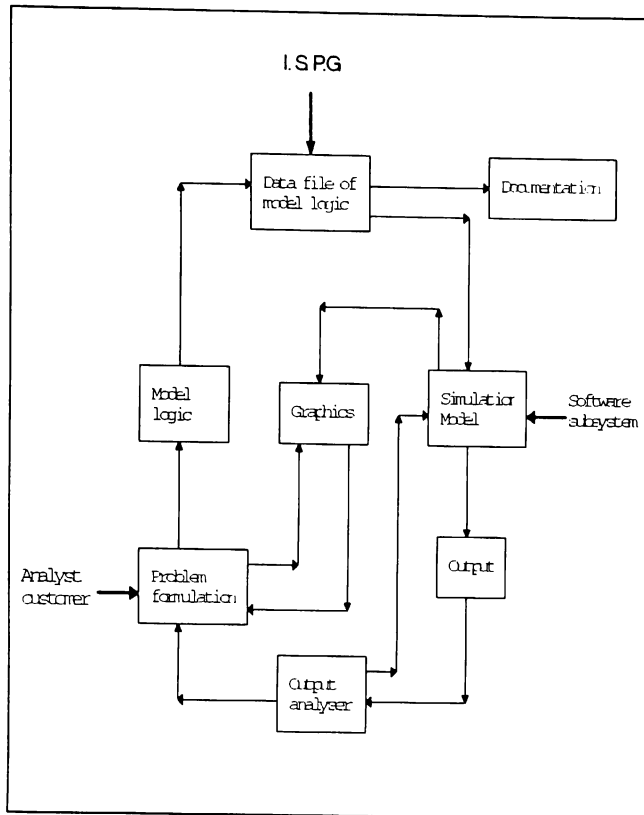 I.S.P.G
Data file of
model logic
Documentation
Model
logic
Graphics
Simulation
Model
Software
subsystem
Analyst
customer
Problem
formulation
Output
Output
analyser